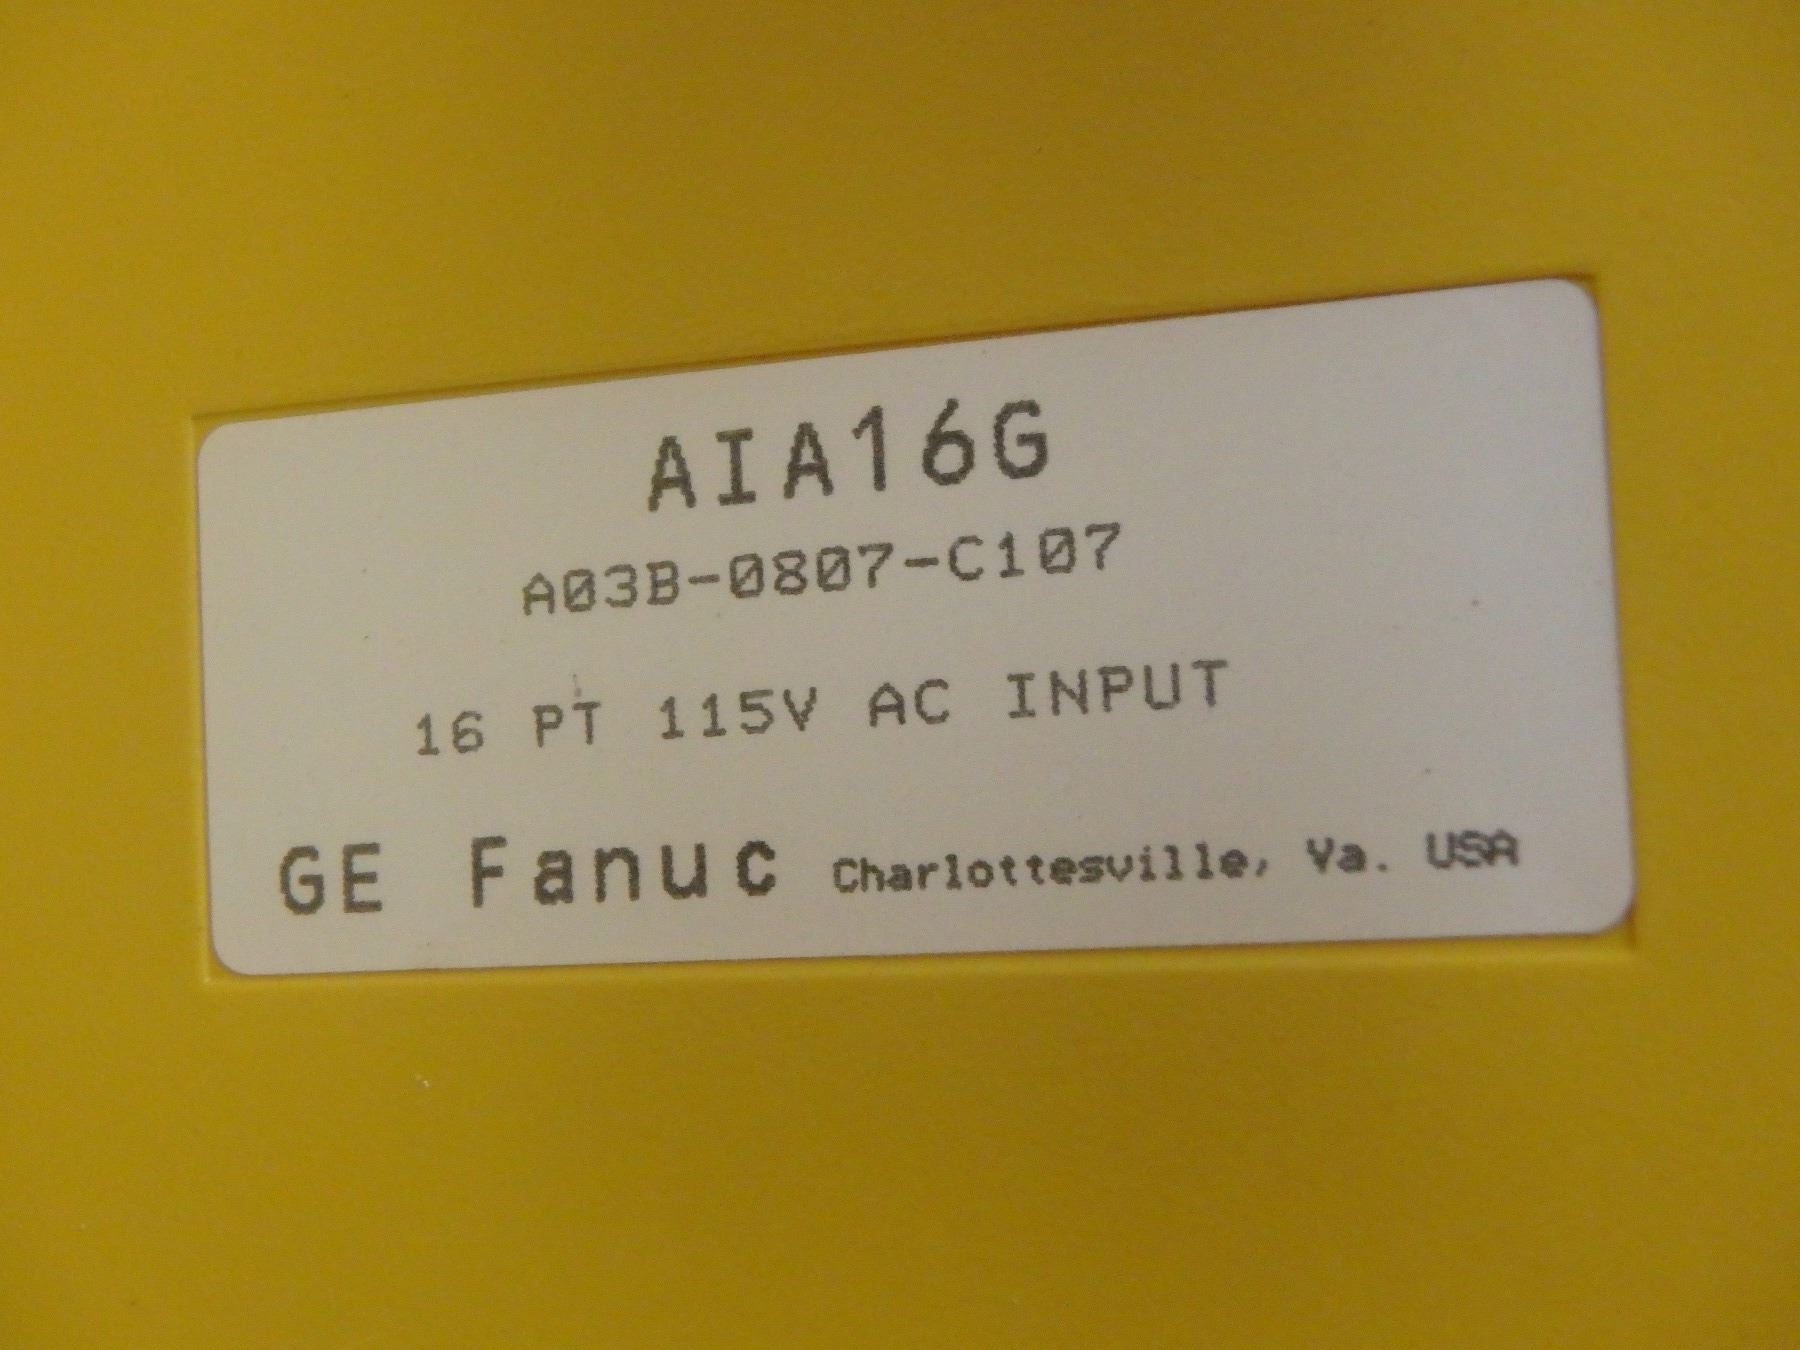 AIA16G
A03B-0807-C107
16 PT 115V AC INPUT
GE Fanuc Charlottesville, Va. USA